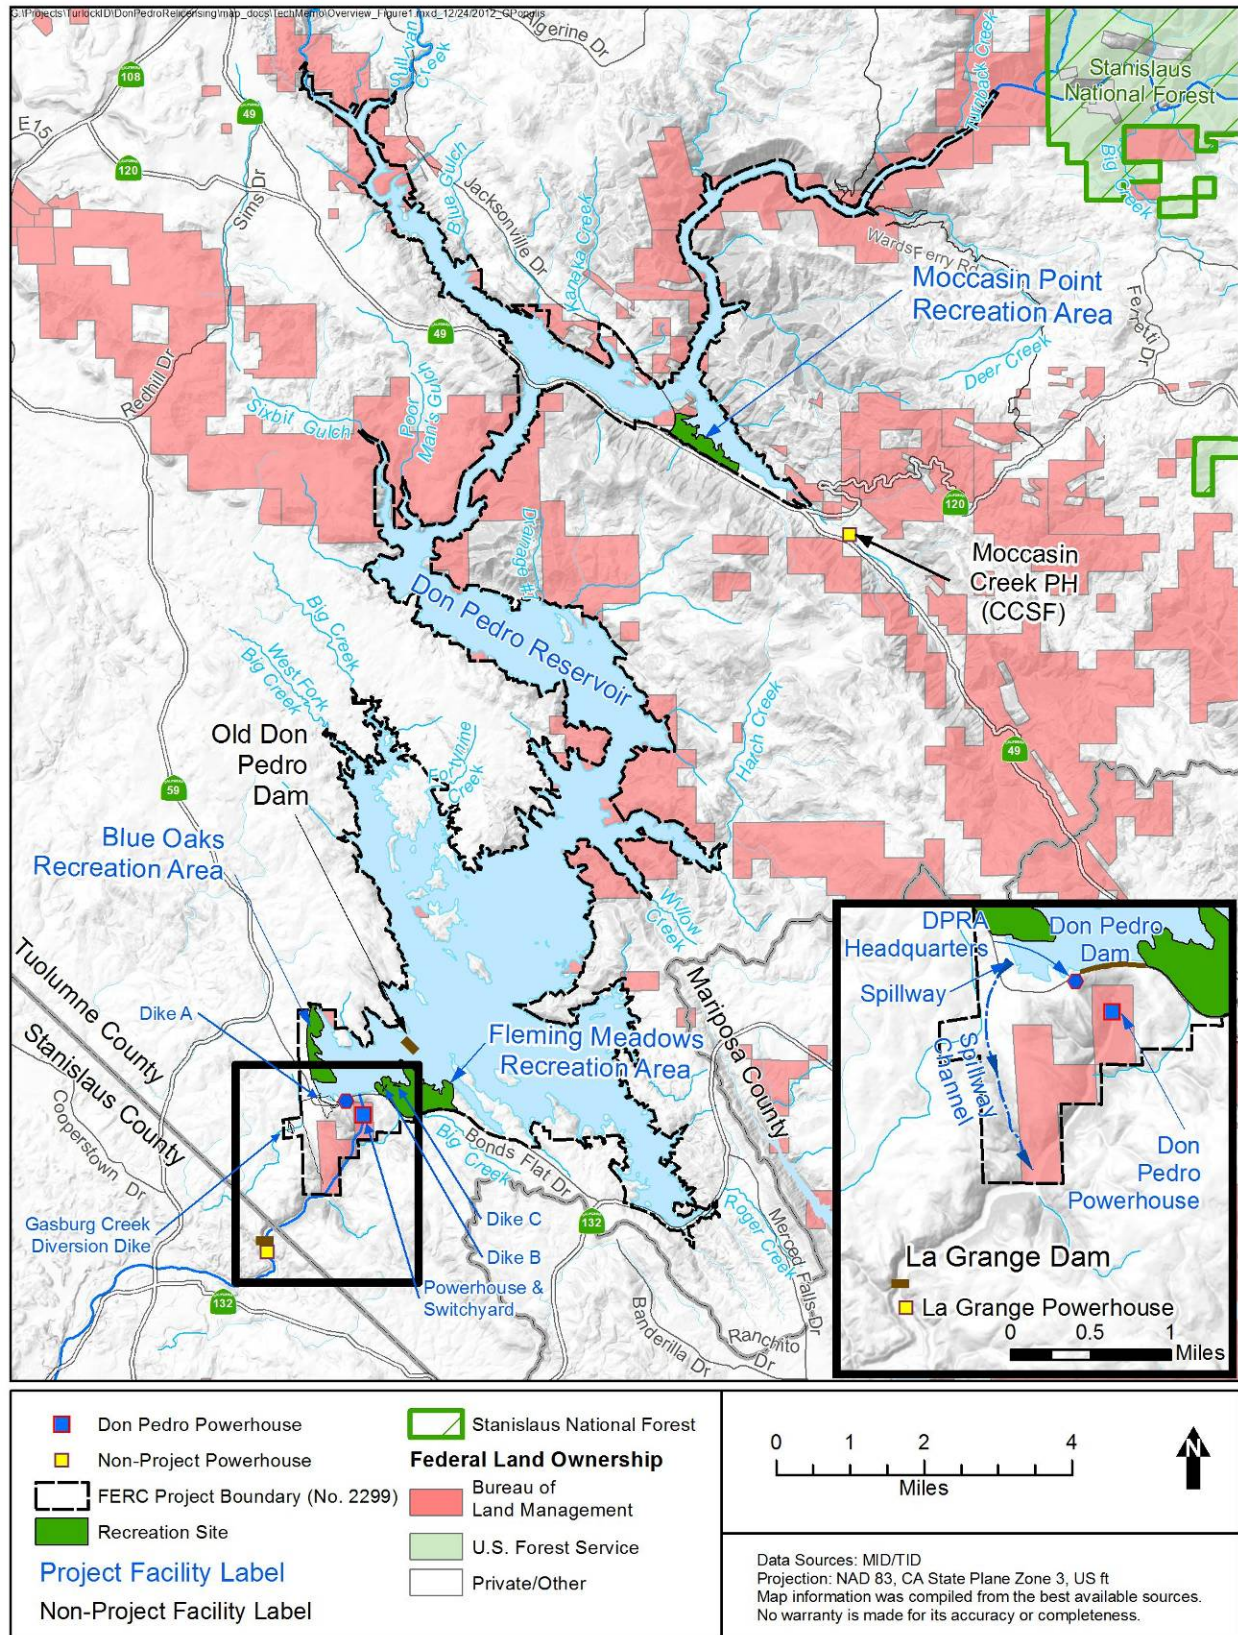 G:\Projects\TurlockID\DonPedroRelicensing\map_docs\TechMemo\Overview_Figure1.mxd_12/24/2012_GPongris
Algerine Dr
Sullivan
Creek
Turnback Creek
Stanislaus
National Forest
108
49
E15
120
Sims Dr
Blue Gulch
Jacksonville Dr
Kanaka Creek
Big
Creek
Wards Ferry Rd
Moccasin Point
Recreation Area
Ferretti
Dr
49
Deer Creek
Redhill Dr
Sixbit Gulch
Poor
Man's Gulch
Drainage #1
120
Moccasin
Creek PH
(CCSF)
Don Pedro Reservoir
Big Creek
West Fork
Big Creek
Hatch Creek
Old Don
Pedro
Dam
Fortynine
Creek
49
59
Blue Oaks
Recreation Area
Willow
Creek
Tuolumne County
Stanislaus County
Mariposa County
Dike A
Fleming Meadows
Recreation Area
Cooperstown Dr
Big Creek
Bonds Flat Dr
Roger Creek
Merced Falls Dr
132
Gasburg Creek
Diversion Dike
Dike C
Dike B
Powerhouse &
Switchyard
132
Banderilla Dr
Ranchito
Dr
DPRA
Headquarters
Don Pedro
Dam
Spillway
Spillway
Channel
Don
Pedro
Powerhouse
La Grange Dam
La Grange Powerhouse
0 0.5 1
Miles
Don Pedro Powerhouse
Non-Project Powerhouse
FERC Project Boundary (No. 2299)
Recreation Site
Project Facility Label
Non-Project Facility Label
Stanislaus National Forest
Federal Land Ownership
Bureau of
Land Management
U.S. Forest Service
Private/Other
0 1 2 4
Miles
N
Data Sources: MID/TID
Projection: NAD 83, CA State Plane Zone 3, US ft
Map information was compiled from the best available sources.
No warranty is made for its accuracy or completeness.